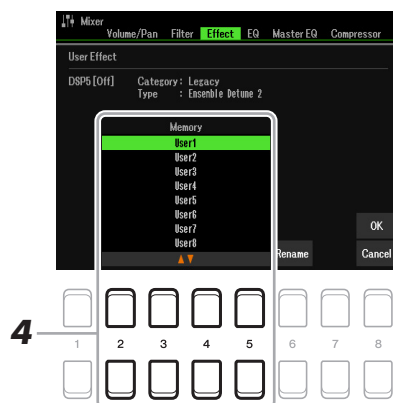 Mixer
Volume/Pan Filter Effect EQ Master EQ Compressor
User Effect
DSP5 [Off] Category: Legacy
Type : Ensenble Detune 2
Memory
User1
User2
User3
User4
User5
User6
User7
User8
OK
Rename Cancel
4
1 2 3 4 5 6 7 8